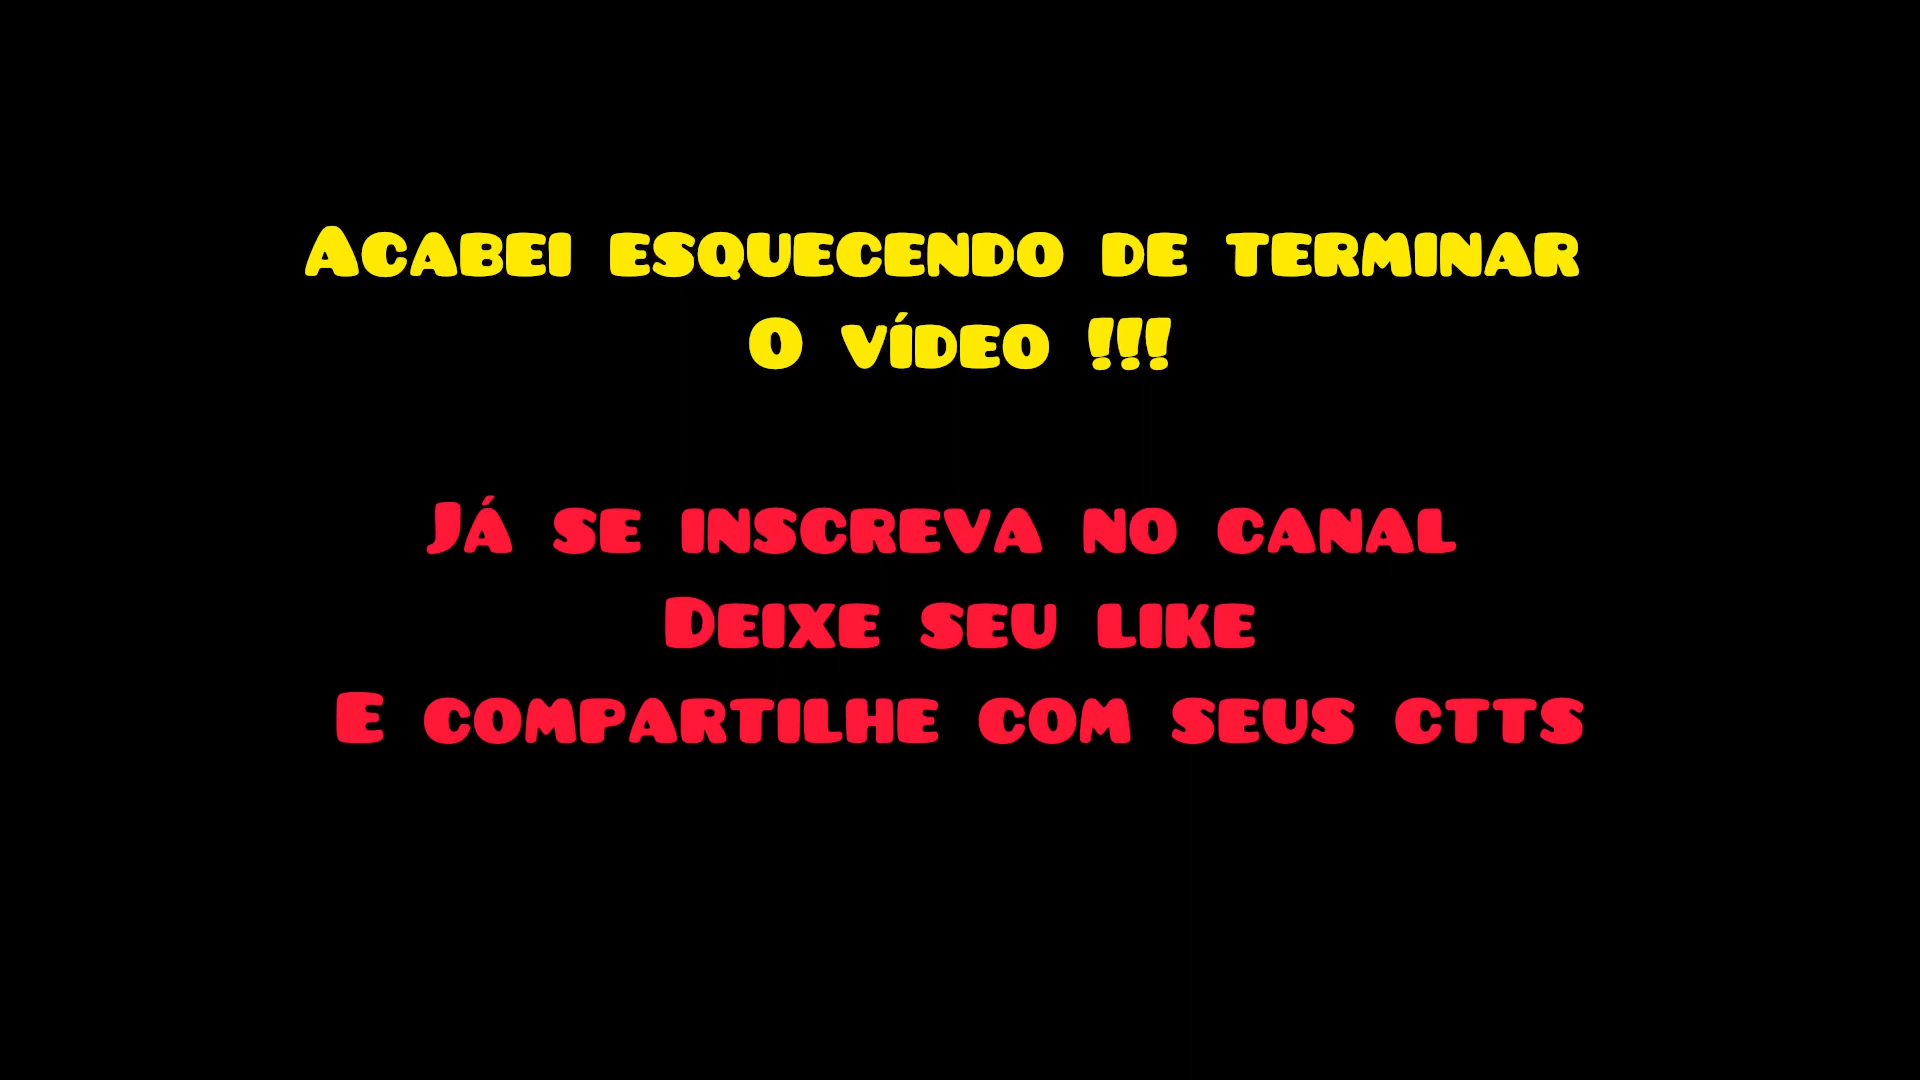 Acabei esquecendo de terminar
O vídeo !!!
Já se inscreva no canal
Deixe seu like
E compartilhe com seus ctts